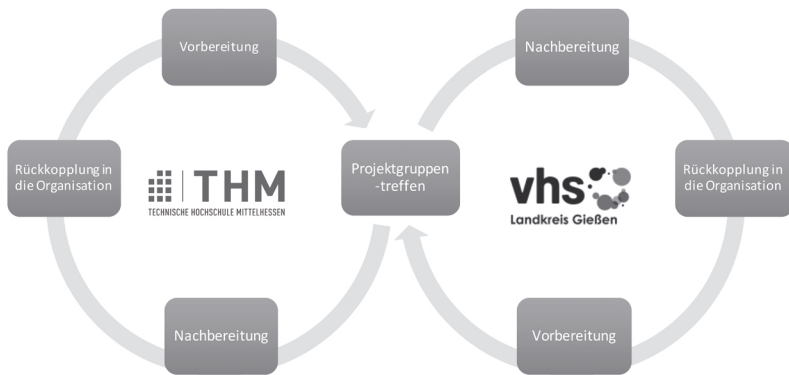 Vorbereitung
Nachbereitung
Rückkopplung in
die Organisation
THM
TECHNISCHE HOCHSCHULE MITTELHESSEN
Projektgruppen
-treffen
vhs
Landkreis Gießen
Rückkopplung in
die Organisation
Nachbereitung
Vorbereitung